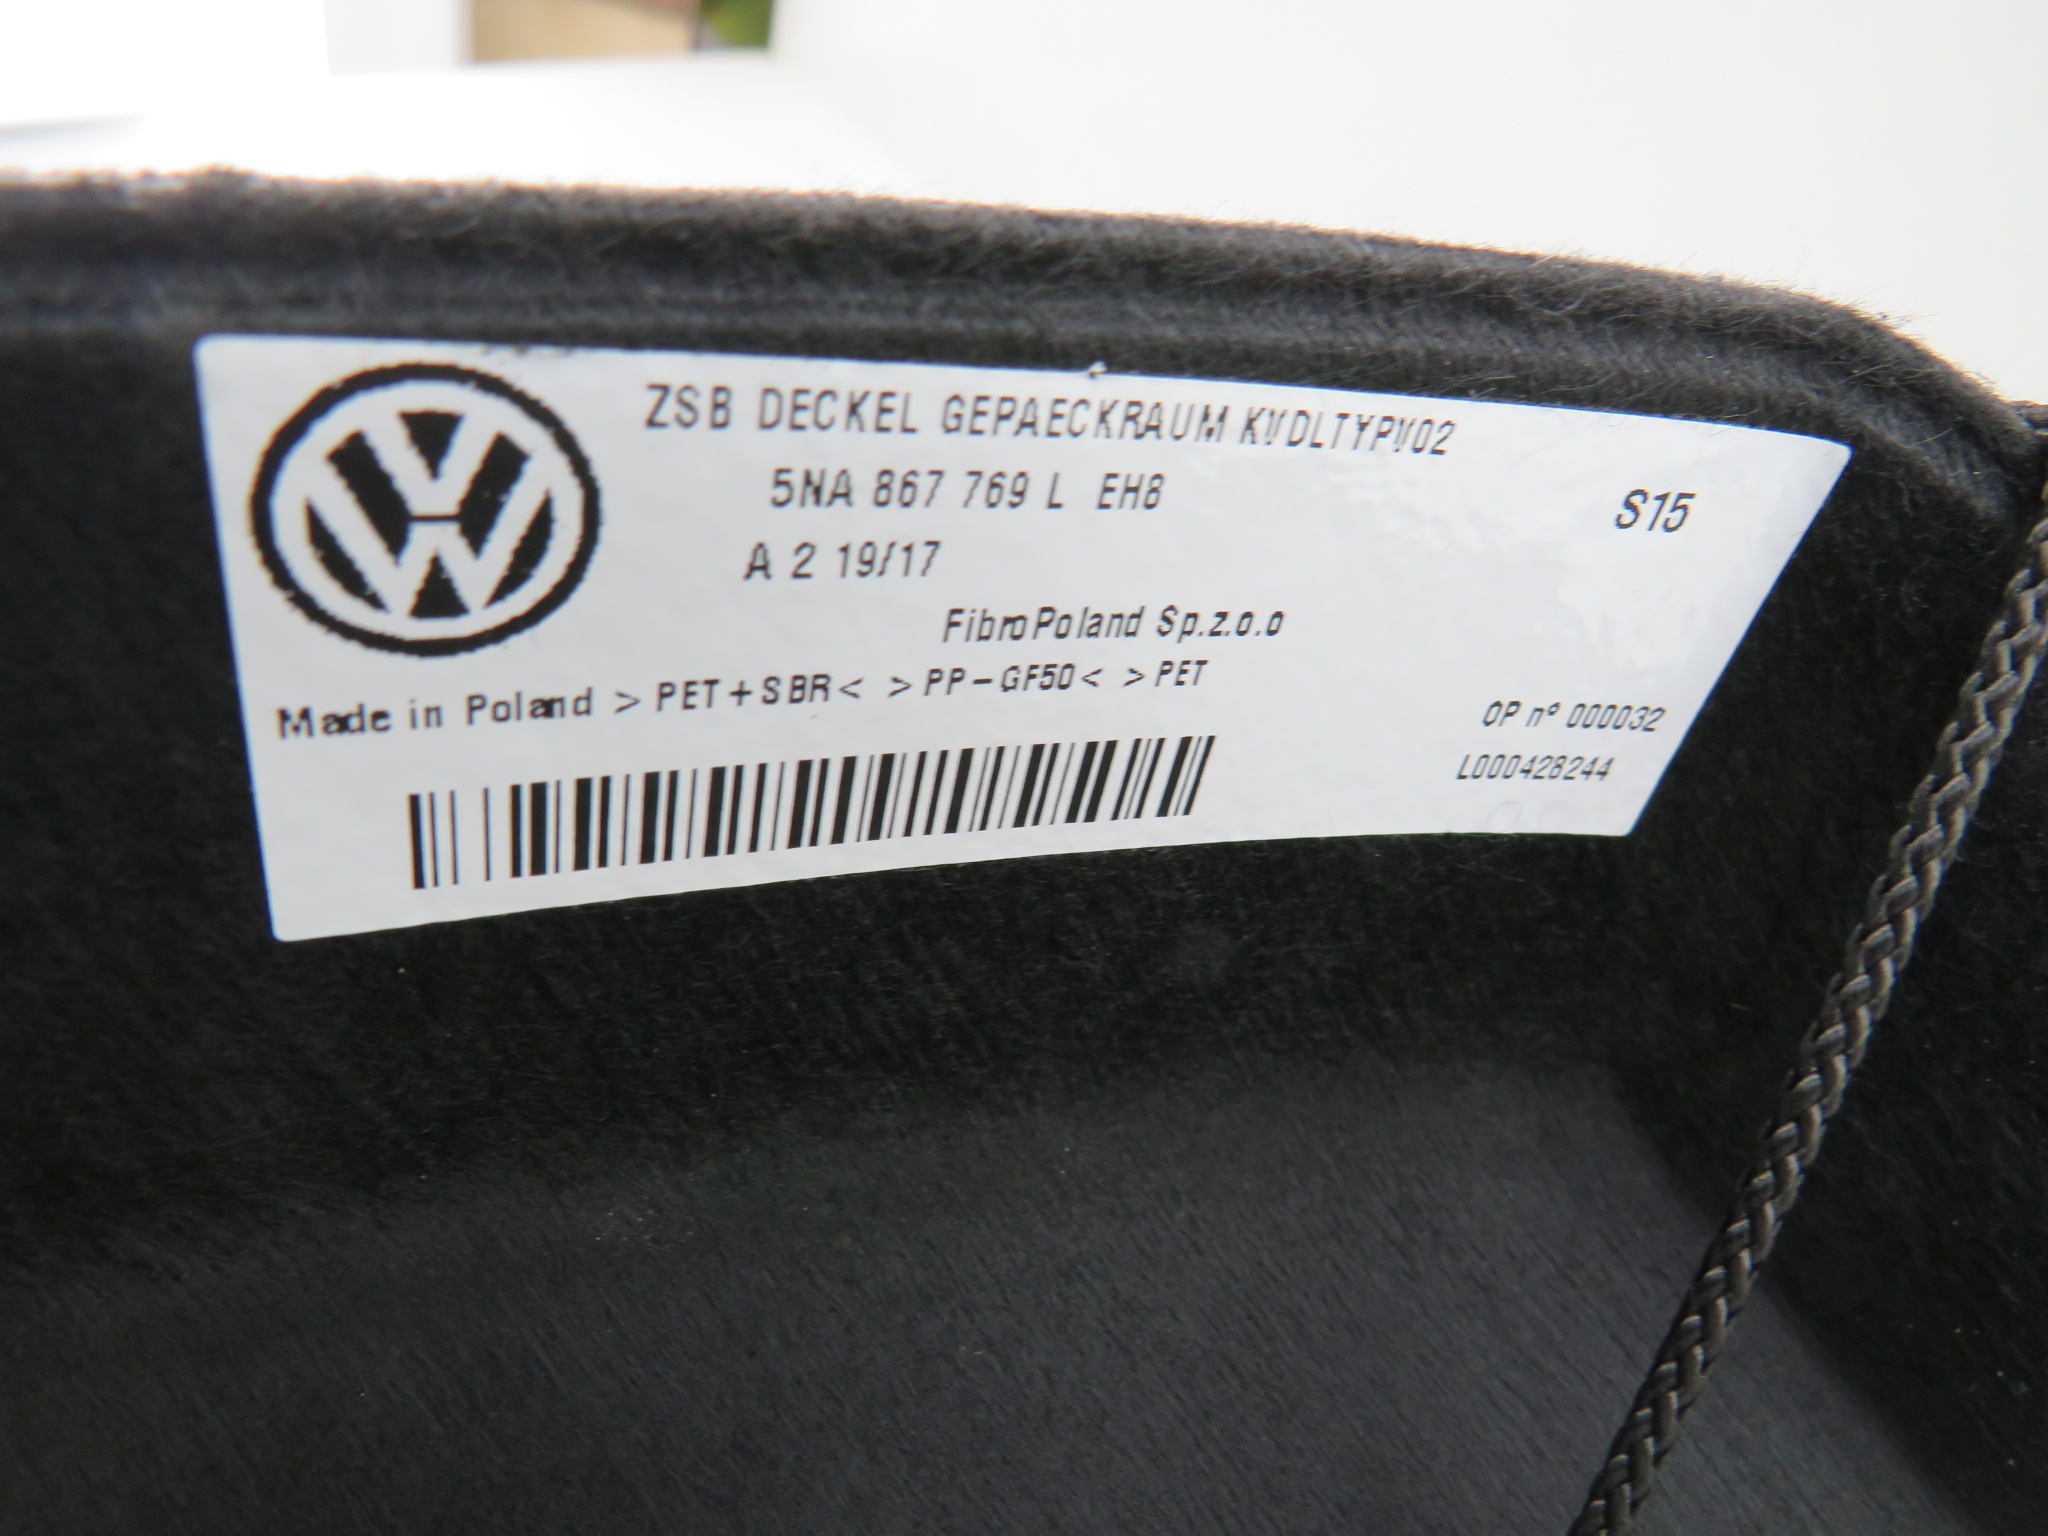 ZSB DECKEL GEPAECKRAUM KVDLTYPV02
5NA 867 769 L EH8
S15
A 2 19/17
FibroPoland Sp.z.o.o
Made in Poland > PET+SBR< >PP-GF50< >PET
OP nº 000032
L000428244